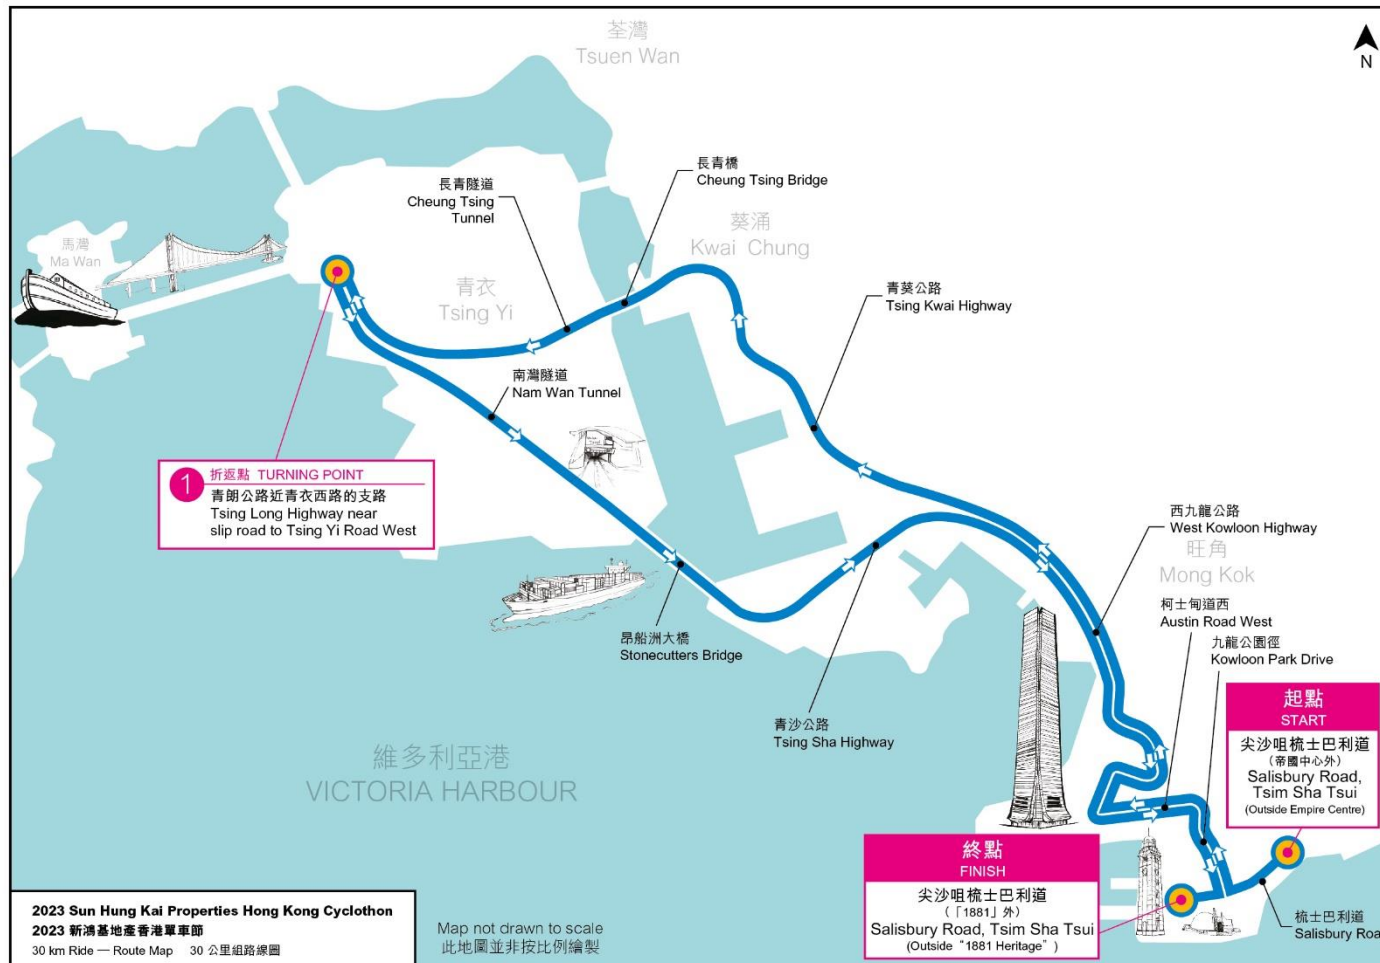 荃灣
Tsuen Wan
N
長青橋
Cheung Tsing Bridge
長青隧道
Cheung Tsing
Tunnel
葵涌
Kwai Chung
馬灣
Ma Wan
青衣
Tsing Yi
青葵公路
Tsing Kwai Highway
南灣隧道
Nam Wan Tunnel
1
折返點 TURNING POINT
青朗公路近青衣西路的支路
Tsing Long Highway near
slip road to Tsing Yi Road West
西九龍公路
West Kowloon Highway
旺角
Mong Kok
柯士甸道西
Austin Road West
九龍公園徑
Kowloon Park Drive
昂船洲大橋
Stonecutters Bridge
青沙公路
Tsing Sha Highway
起點
START
尖沙咀梳士巴利道
（帝國中心外）
Salisbury Road,
Tsim Sha Tsui
(Outside Empire Centre)
維多利亞港
VICTORIA HARBOUR
終點
FINISH
尖沙咀梳士巴利道
（「1881」外）
Salisbury Road, Tsim Sha Tsui
(Outside "1881 Heritage" )
梳士巴利道
Salisbury Roa
2023 Sun Hung Kai Properties Hong Kong Cyclothon
2023 新鴻基地產香港單車節
30 km Ride — Route Map 30 公里組路線圖
Map not drawn to scale
此地圖並非按比例繪製